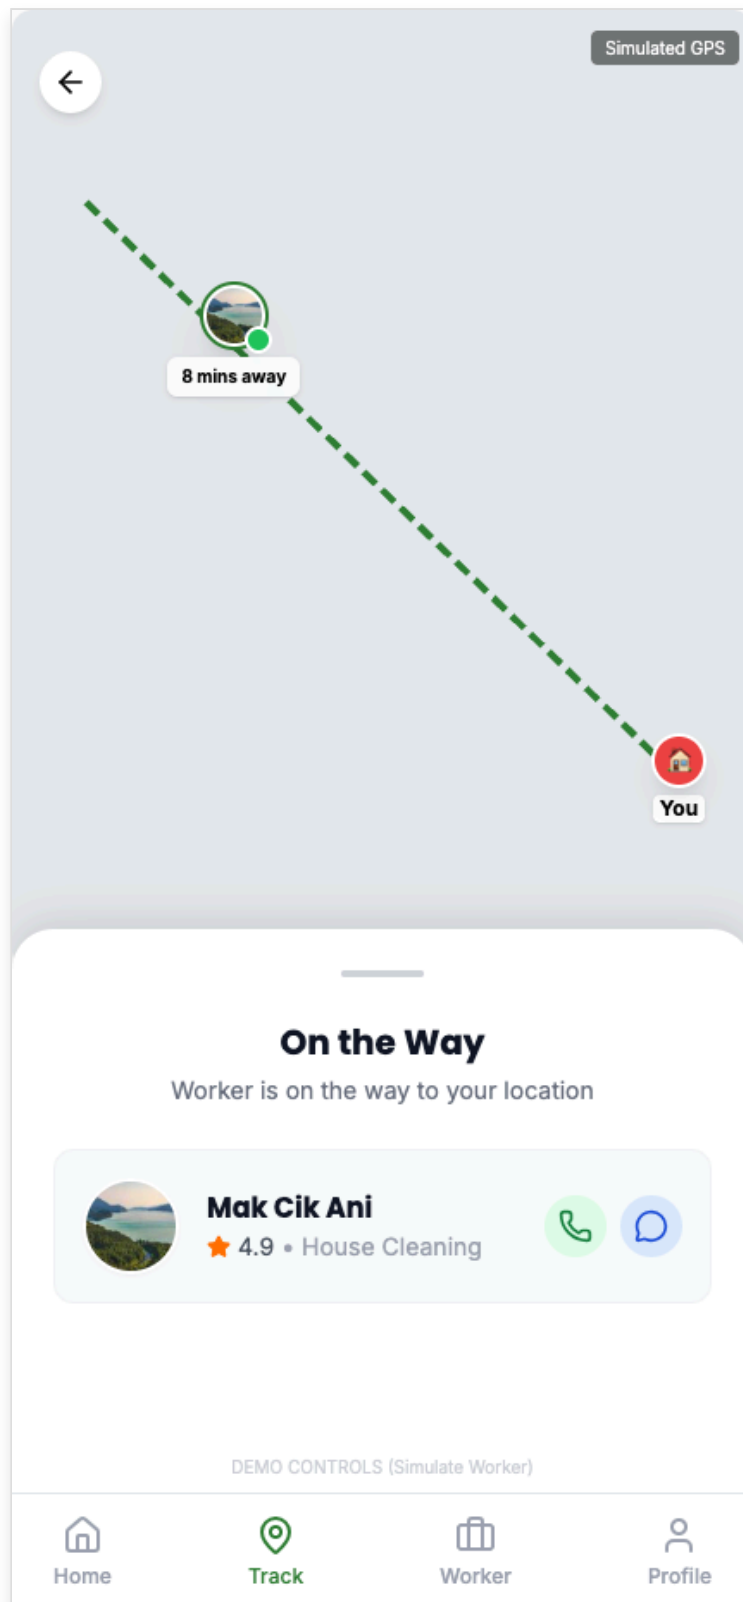 Simulated GPS
8 mins away
You
On the Way
Worker is on the way to your location
Mak Cik Ani
4.9 • House Cleaning
DEMO CONTROLS (Simulate Worker)
Home
Track
Worker
Profile